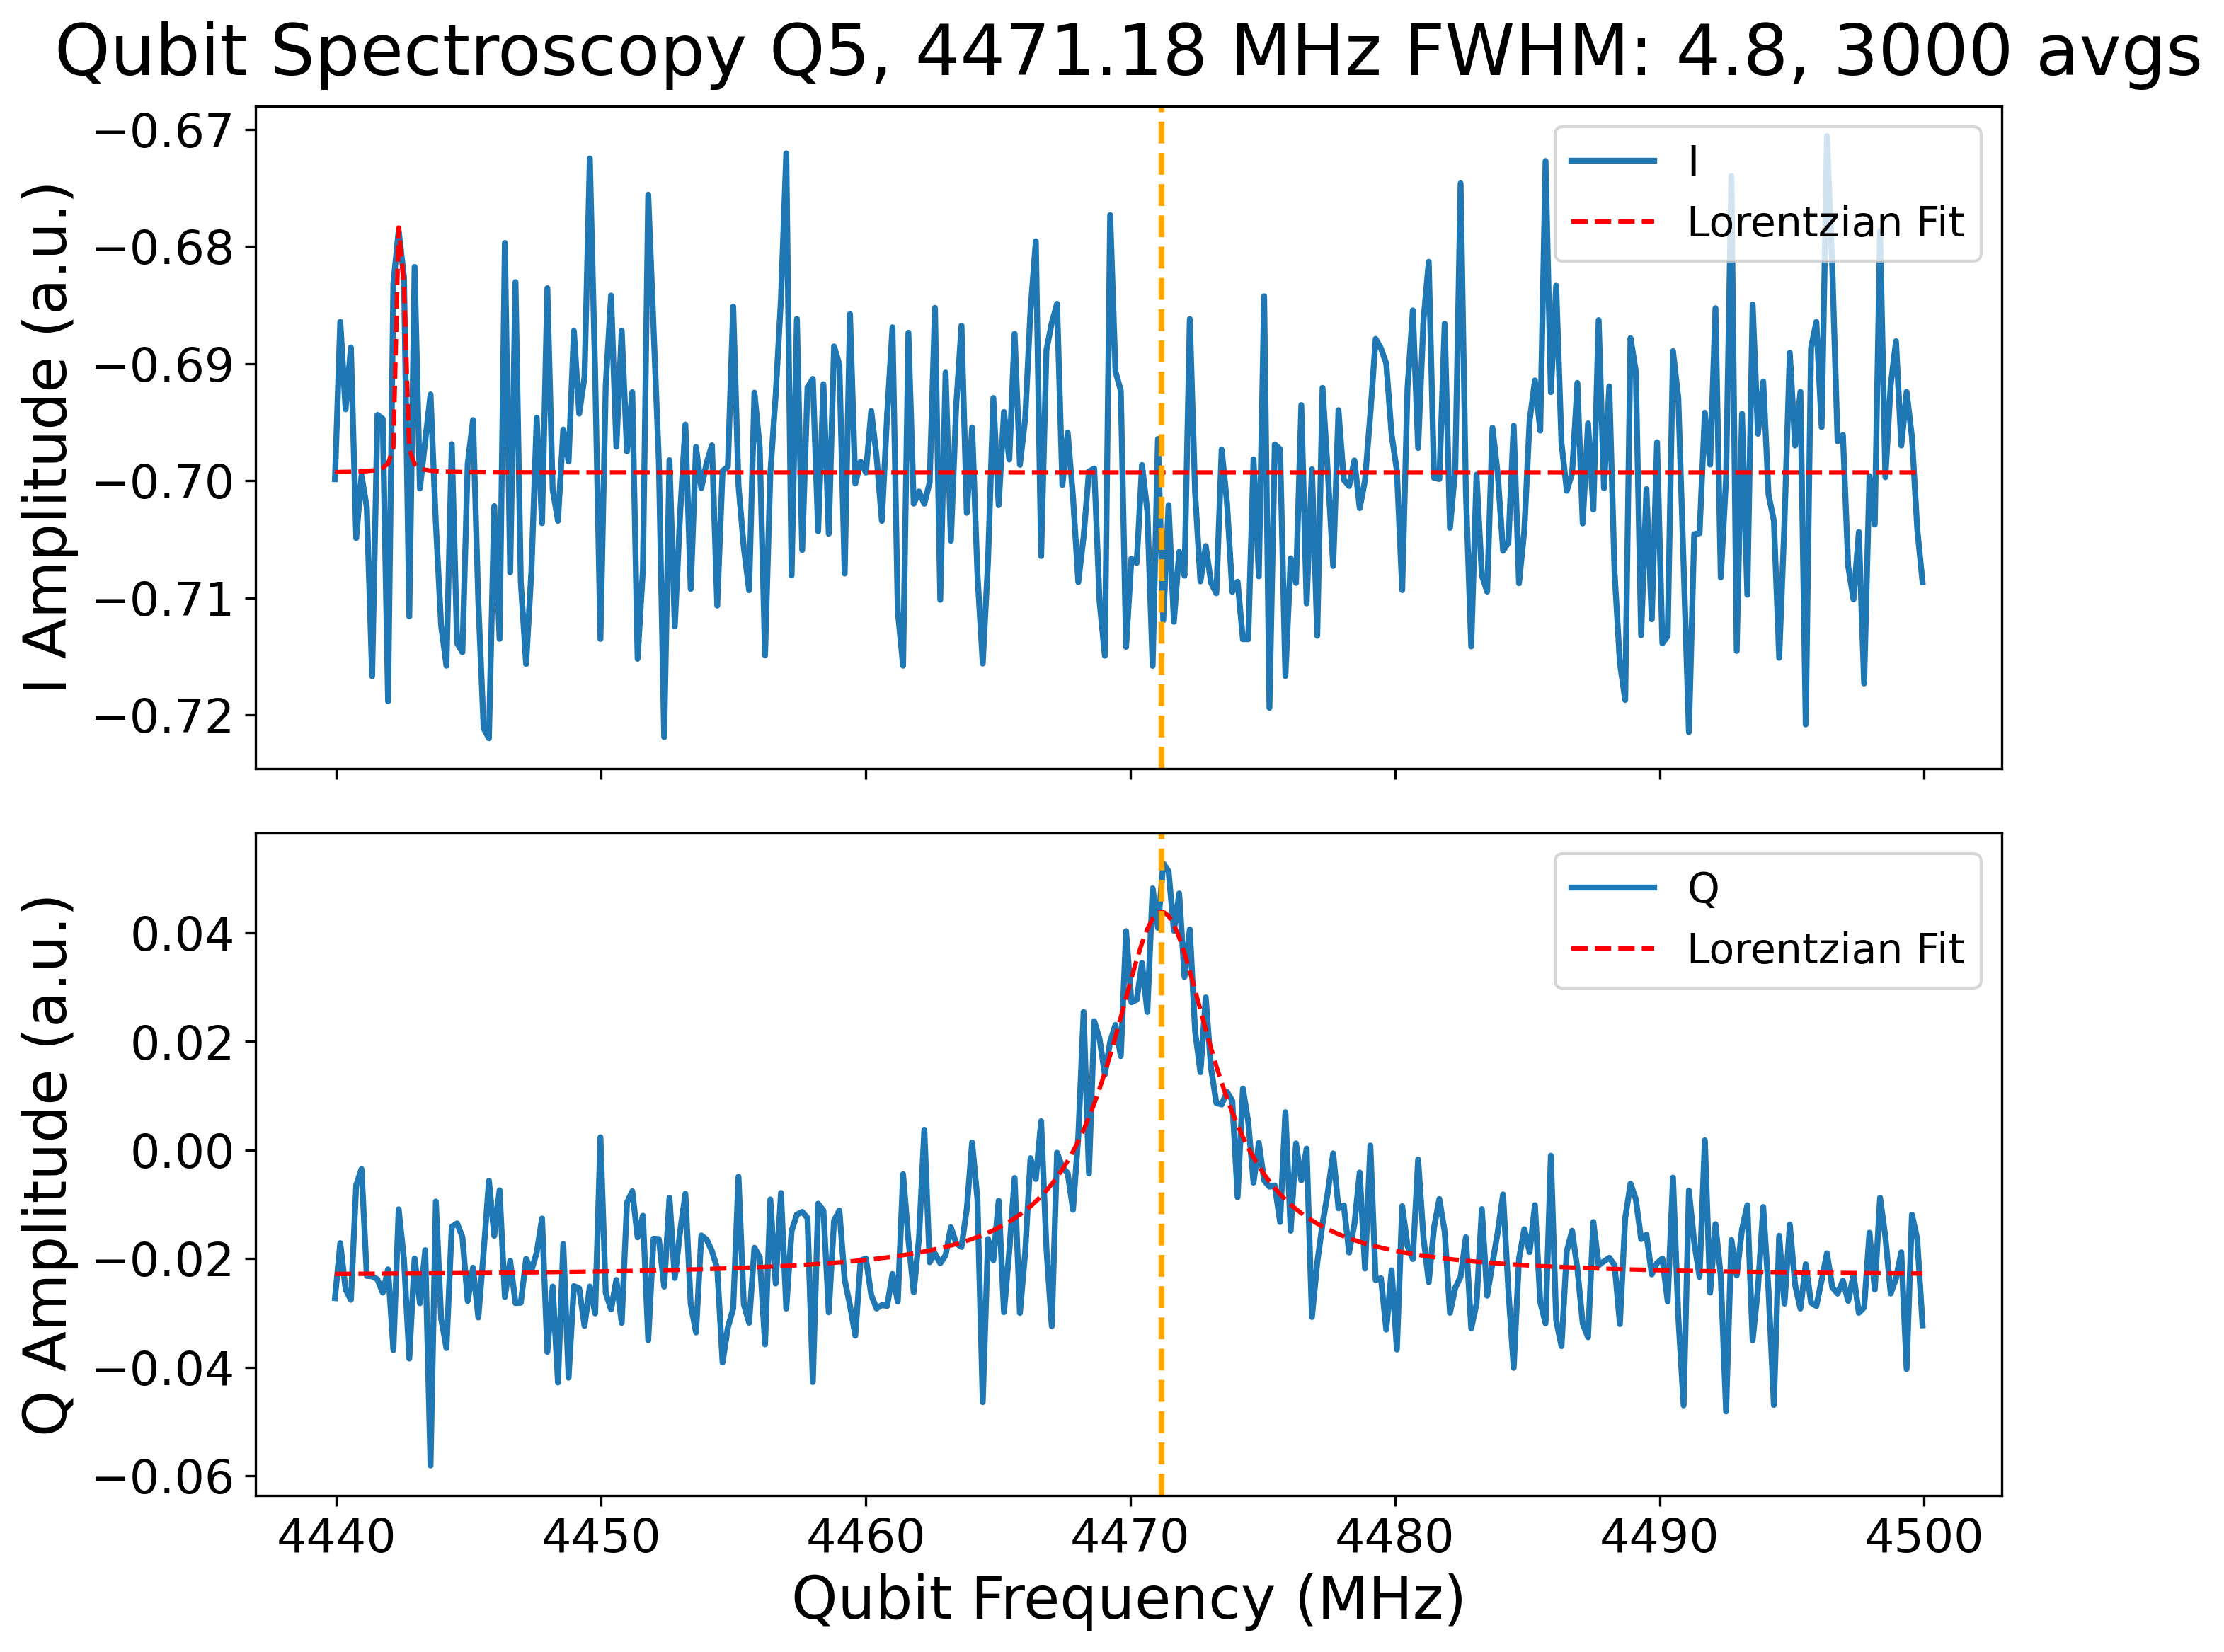 Qubit Spectroscopy Q5, 4471.18 MHz FWHM: 4.8, 3000 avgs
I Amplitude (a.u.)
−0.67
−0.68
−0.69
−0.70
−0.71
−0.72
I
Lorentzian Fit
Q Amplitude (a.u.)
0.04
0.02
0.00
−0.02
−0.04
−0.06
Q
Lorentzian Fit
4440 4450 4460 4470 4480 4490 4500
Qubit Frequency (MHz)